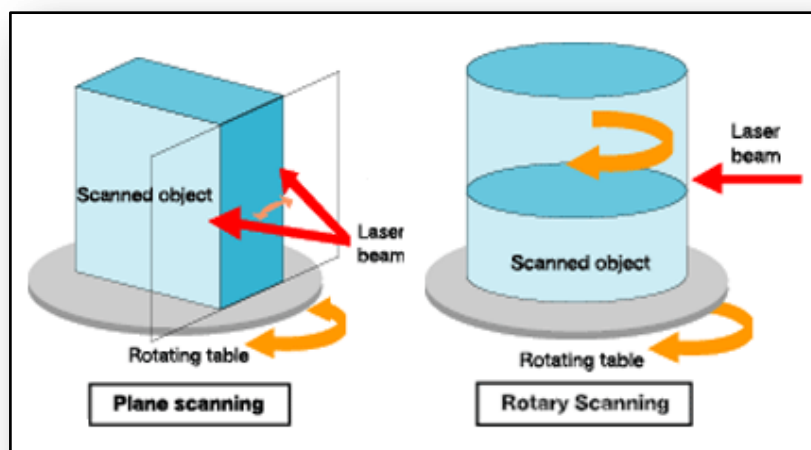 Scanned object
Laser
beam
Rotating table
Plane scanning
Laser
beam
Scanned object
Rotating table
Rotary Scanning